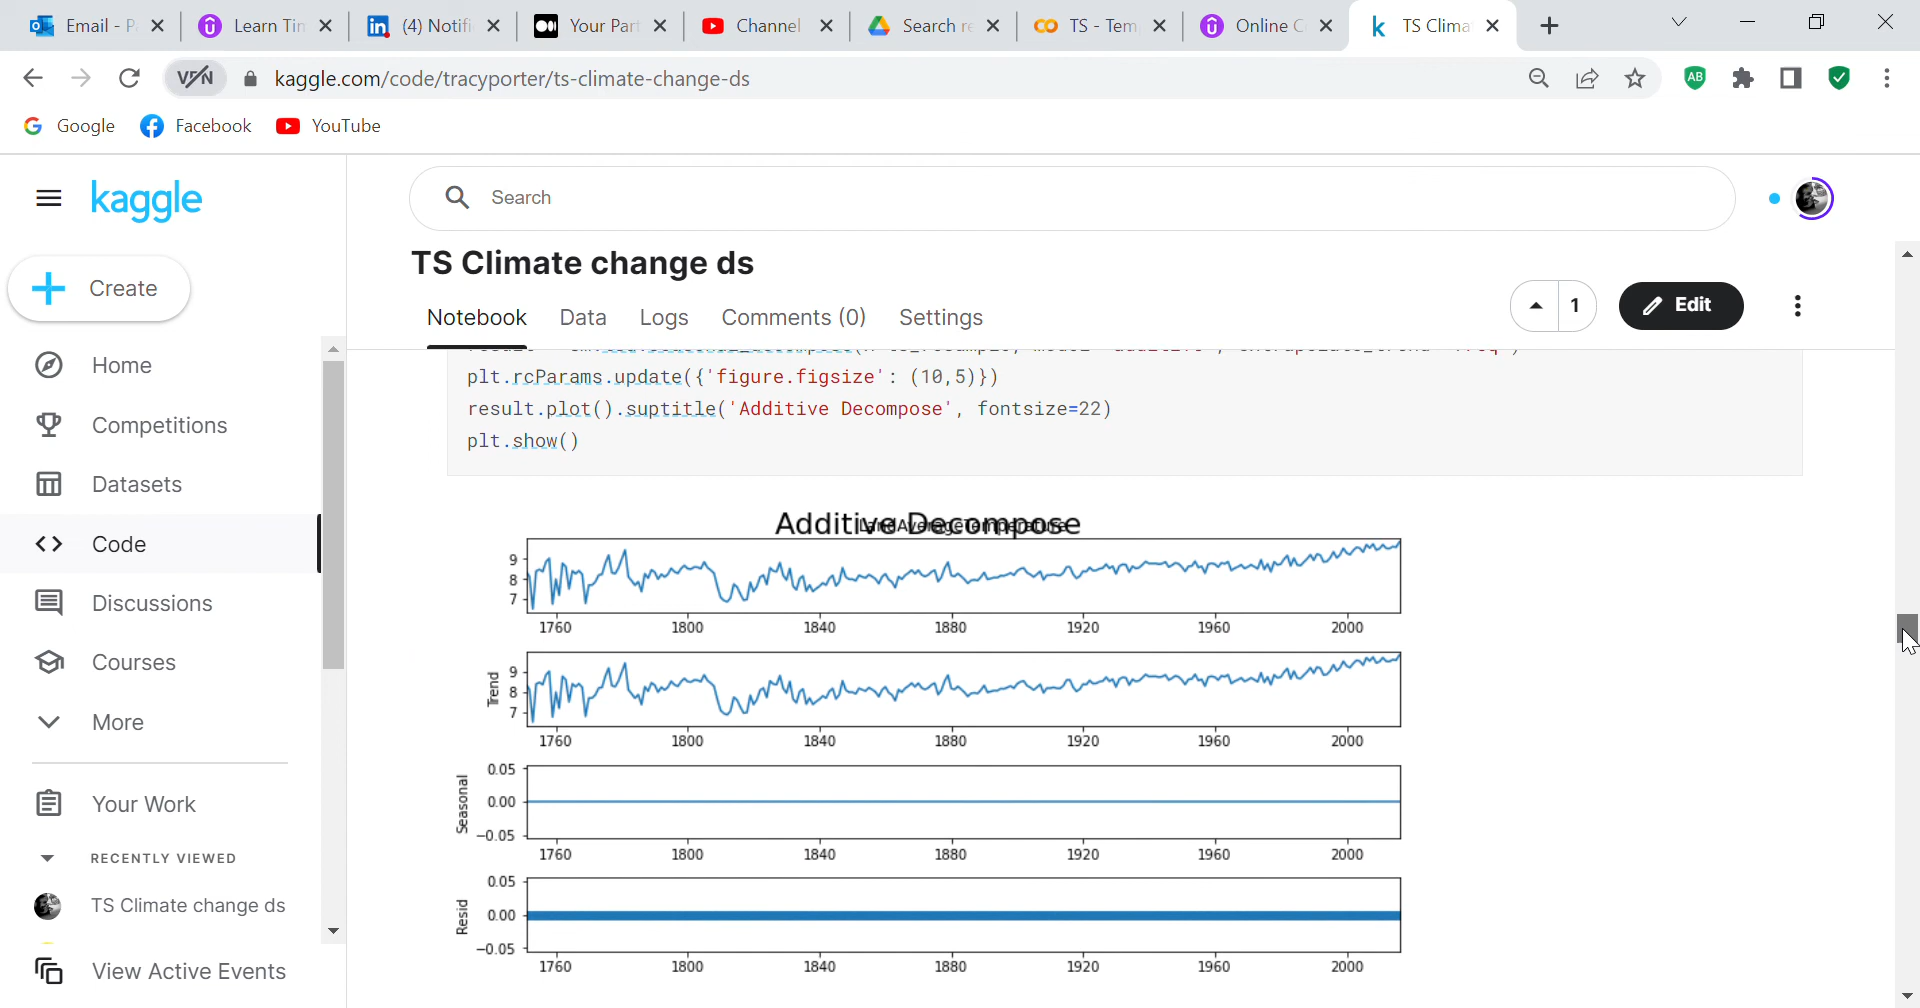 Email - P
Learn Tin
(4) Notifi
Your Par
Channel
Search re
TS - Tem
Online C
TS Clima
VPN
kaggle.com/code/tracyporter/ts-climate-change-ds
AB
Google
Facebook
YouTube
kaggle
Search
Create
Home
Competitions
Datasets
Code
Discussions
Courses
More
Your Work
RECENTLY VIEWED
TS Climate change ds
View Active Events
TS Climate change ds
Notebook Data Logs Comments (0) Settings
1
Edit
plt.rcParams.update({'figure.figsize': (10,5)})
result.plot().suptitle('Additive Decompose', fontsize=22)
plt.show()
Additive Decompose
LandAverageTemperature
9
8
7
1760 1800 1840 1880 1920 1960 2000
Trend
9
8
7
1760 1800 1840 1880 1920 1960 2000
Seasonal
0.05
0.00
−0.05
1760 1800 1840 1880 1920 1960 2000
Resid
0.05
0.00
−0.05
1760 1800 1840 1880 1920 1960 2000